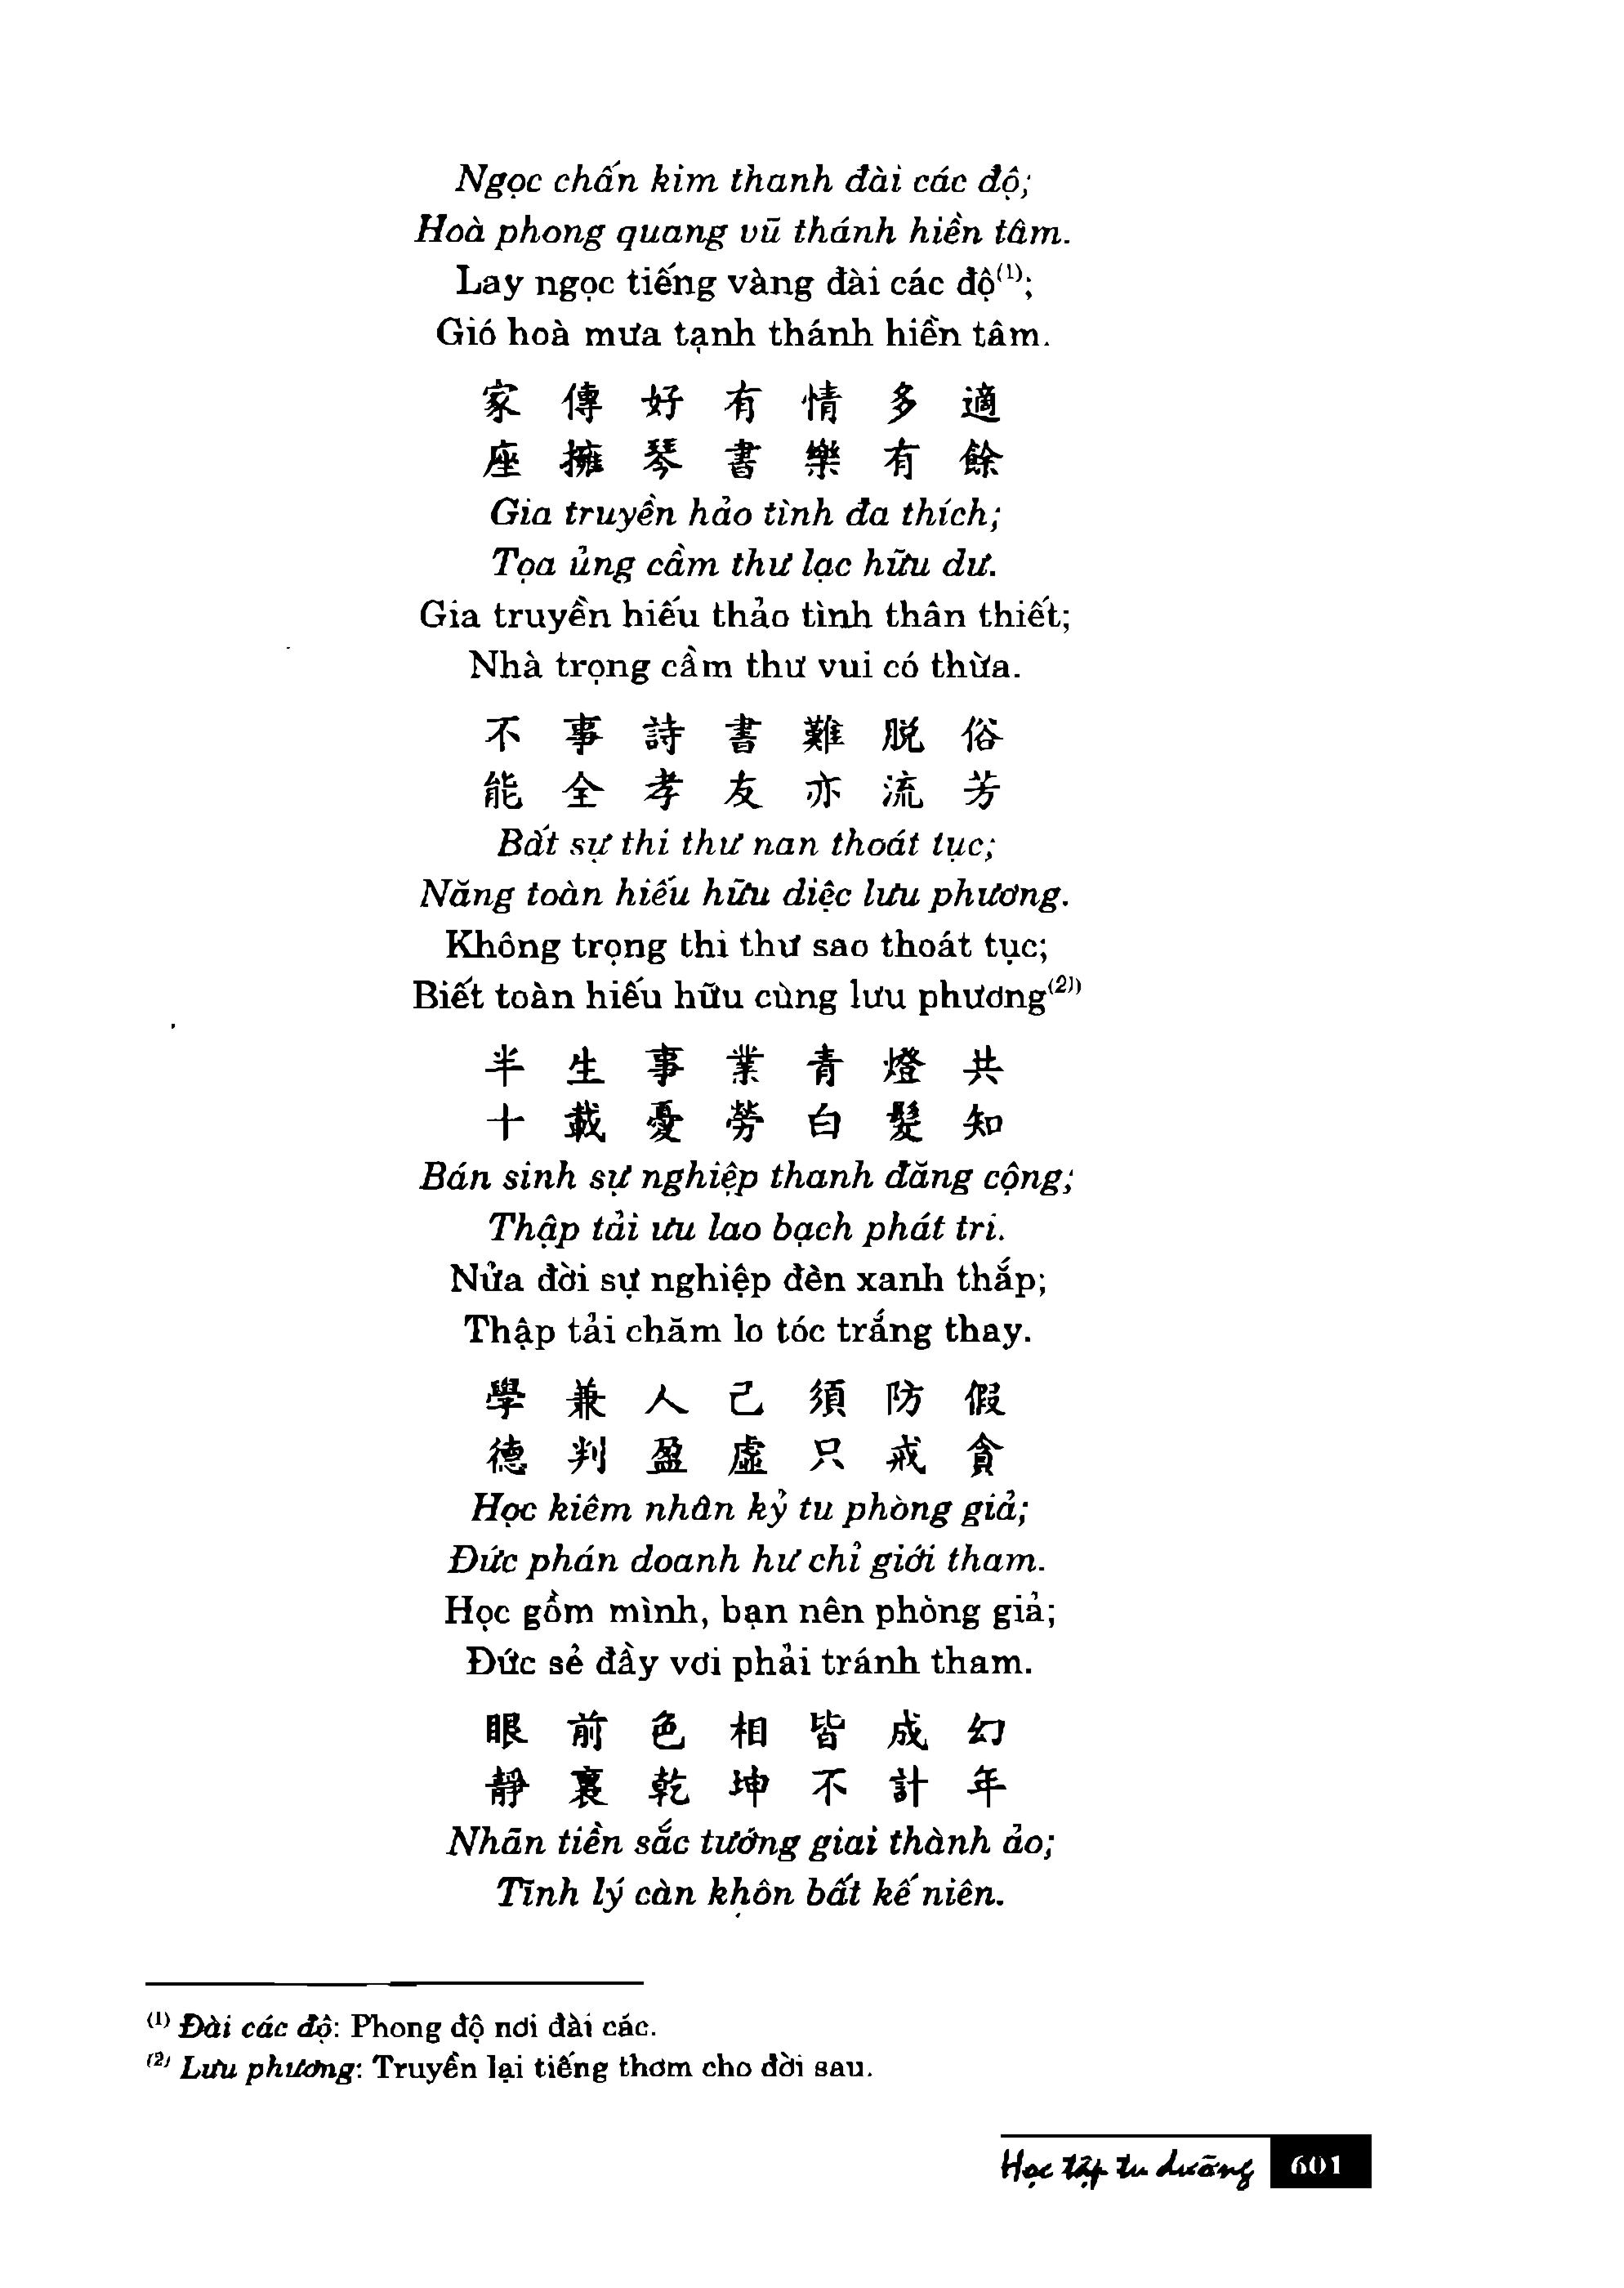 Ngọc chấn kim thanh đài các độ;
Hoà phong quang vũ thánh hiền tâm.
Lay ngọc tiếng vàng đài các độ⁽¹⁾;
Gió hoà mưa tạnh thánh hiền tâm.
家 傳 好 有 情 多 適
座 擁 琴 書 樂 有 餘
Gia truyền hảo tình đa thích;
Tọa ủng cầm thư lạc hữu dư.
Gia truyền hiếu thảo tình thân thiết;
Nhà trọng cầm thư vui có thừa.
不 事 詩 書 難 脱 俗
能 全 孝 友 亦 流 芳
Bất sự thi thư nan thoát tục;
Năng toàn hiếu hữu diệc lưu phương.
Không trọng thi thư sao thoát tục;
Biết toàn hiếu hữu cùng lưu phương⁽²⁾⁾
半 生 事 業 青 燈 共
十 載 憂 勞 白 髮 知
Bán sinh sự nghiệp thanh đăng cộng;
Thập tải ưu lao bạch phát tri.
Nửa đời sự nghiệp đèn xanh thắp;
Thập tải chăm lo tóc trắng thay.
學 兼 人 己 須 防 假
德 判 盈 虛 只 戒 貪
Học kiêm nhân kỷ tu phòng giả;
Đức phán doanh hư chỉ giới tham.
Học gồm mình, bạn nên phòng giả;
Đức sẻ đầy vơi phải tránh tham.
眼 前 色 相 皆 成 幻
靜 裏 乾 坤 不 計 年
Nhãn tiền sắc tướng giai thành ảo;
Tĩnh lý càn khôn bất kế niên.
⁽¹⁾ Đài các độ: Phong độ nơi đài các.
⁽²⁾ Lưu phương: Truyền lại tiếng thơm cho đời sau.
Học tập tu dưỡng 601